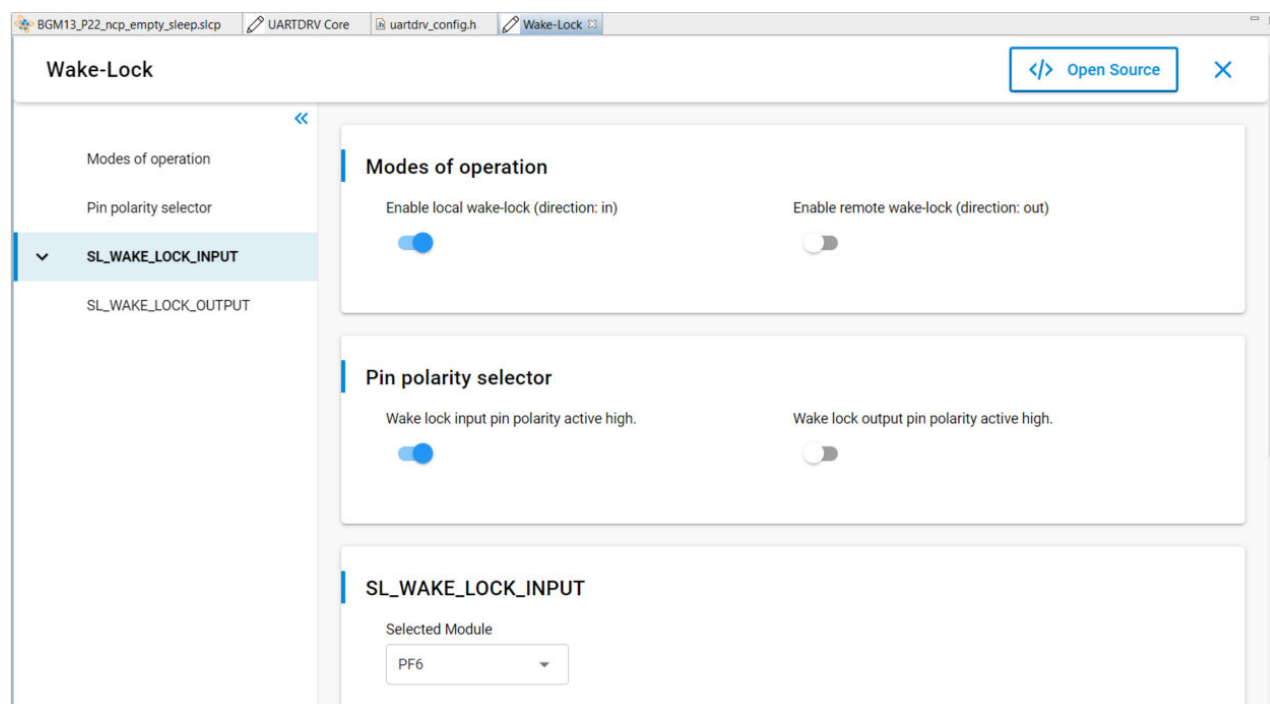 BGM13_P22_ncp_empty_sleep.slcp UARTDRV Core uartdrv_config.h Wake-Lock
Wake-Lock
</> Open Source
Modes of operation
Pin polarity selector
SL_WAKE_LOCK_INPUT
SL_WAKE_LOCK_OUTPUT
Modes of operation
Enable local wake-lock (direction: in) Enable remote wake-lock (direction: out)
Pin polarity selector
Wake lock input pin polarity active high. Wake lock output pin polarity active high.
SL_WAKE_LOCK_INPUT
Selected Module
PF6